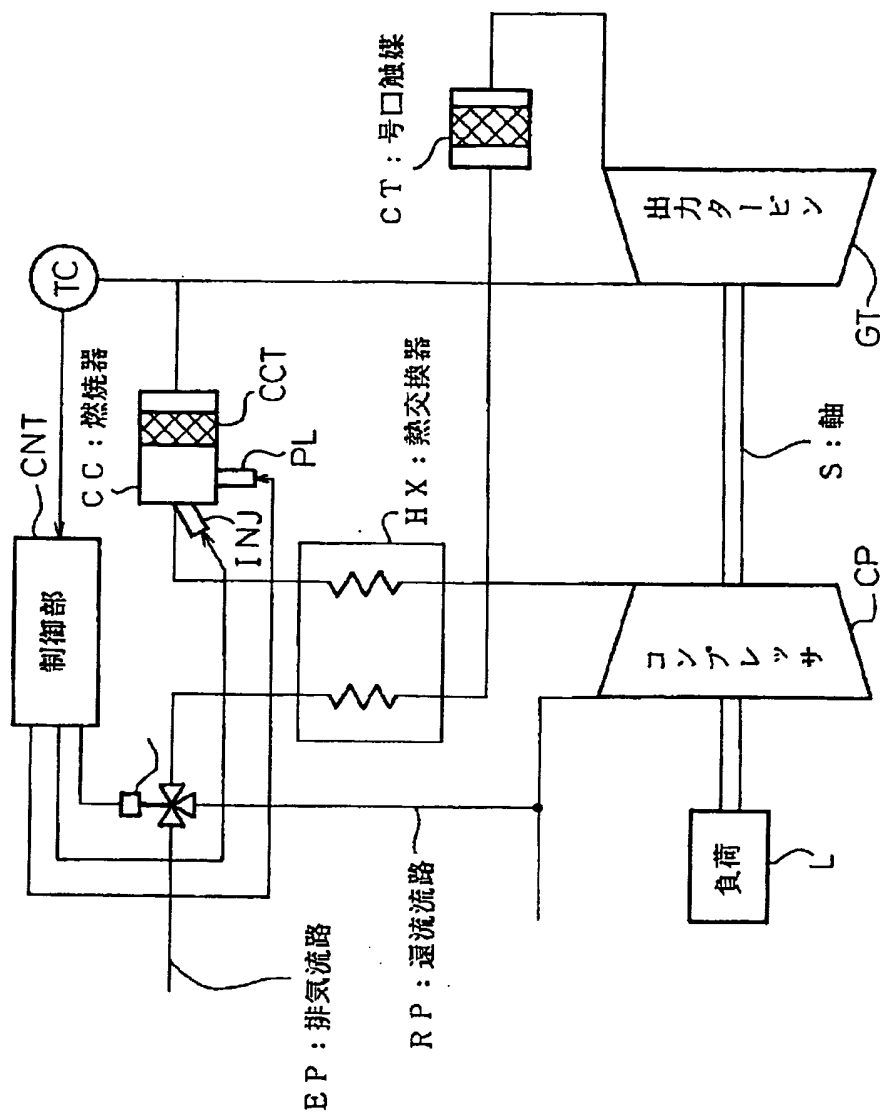 CT：号口触媒
TC
出力タービン
GT
CNT
制御部
CC：燃焼器
CCT
PL
INJ
HX：熱交換器
S：軸
コンプレッサ
CP
EP：排気流路
RP：還流流路
負荷
L